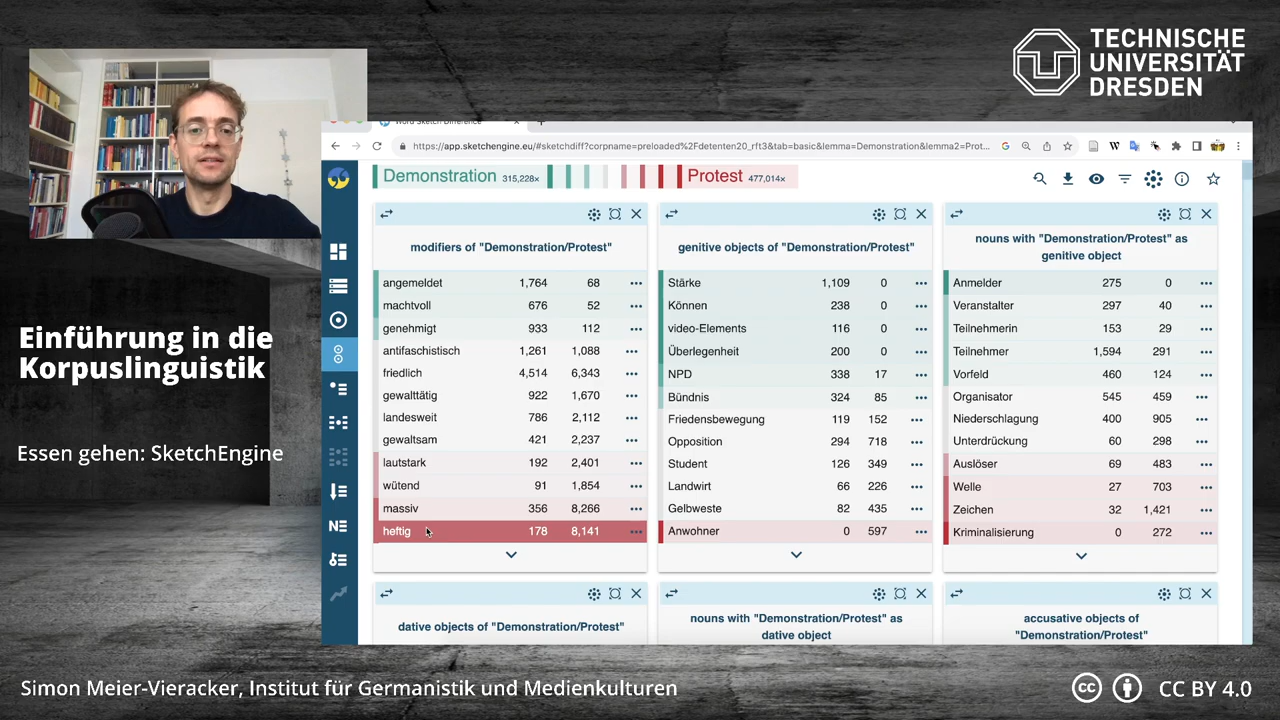 TECHNISCHE
UNIVERSITÄT
DRESDEN
Word Sketch Difference
https://app.sketchengine.eu/#sketchdiff?corpname=preloaded%2Fdetenten20_rft3&tab=basic&lemma=Demonstration&lemma2=Prot...
Demonstration 315,228× Protest 477,014×
modifiers of "Demonstration/Protest"
angemeldet 1,764 68
machtvoll 676 52
genehmigt 933 112
antifaschistisch 1,261 1,088
friedlich 4,514 6,343
gewalttätig 922 1,670
landesweit 786 2,112
gewaltsam 421 2,237
lautstark 192 2,401
wütend 91 1,854
massiv 356 8,266
heftig 178 8,141
genitive objects of "Demonstration/Protest"
Stärke 1,109 0
Können 238 0
video-Elements 116 0
Überlegenheit 200 0
NPD 338 17
Bündnis 324 85
Friedensbewegung 119 152
Opposition 294 718
Student 126 349
Landwirt 66 226
Gelbweste 82 435
Anwohner 0 597
nouns with "Demonstration/Protest" as
genitive object
Anmelder 275 0
Veranstalter 297 40
Teilnehmerin 153 29
Teilnehmer 1,594 291
Vorfeld 460 124
Organisator 545 459
Niederschlagung 400 905
Unterdrückung 60 298
Auslöser 69 483
Welle 27 703
Zeichen 32 1,421
Kriminalisierung 0 272
dative objects of "Demonstration/Protest"
nouns with "Demonstration/Protest" as
dative object
accusative objects of
"Demonstration/Protest"
Einführung in die
Korpuslinguistik
Essen gehen: SketchEngine
Simon Meier-Vieracker, Institut für Germanistik und Medienkulturen
CC BY 4.0